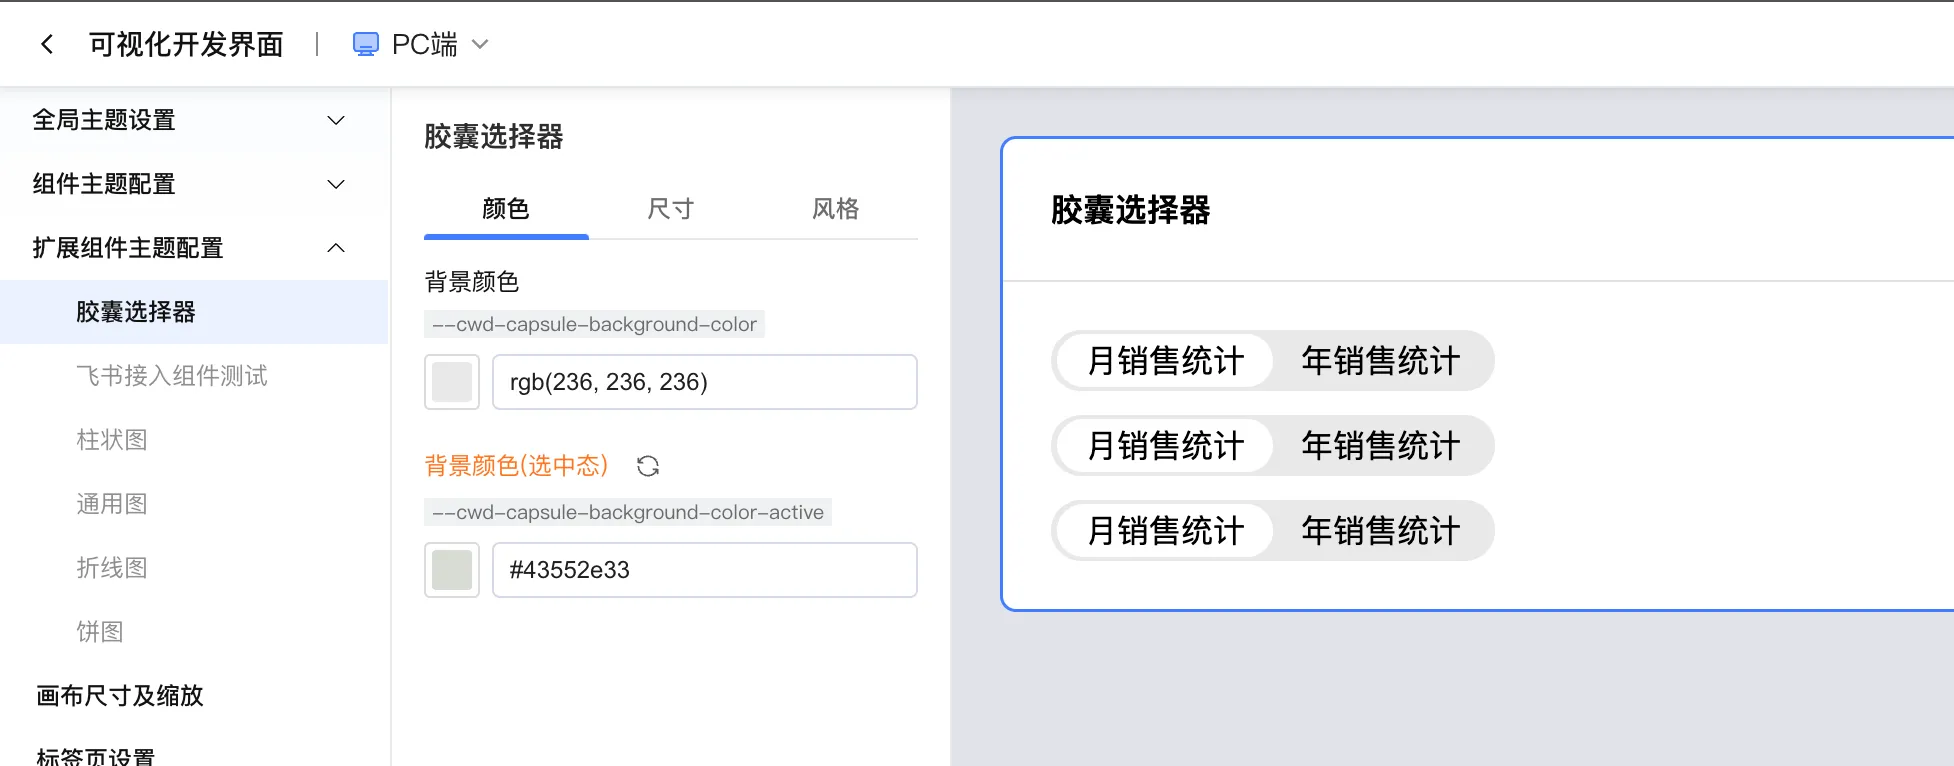 可视化开发界面 | PC端
全局主题设置
组件主题配置
扩展组件主题配置
胶囊选择器
飞书接入组件测试
柱状图
通用图
折线图
饼图
画布尺寸及缩放
标签页设置
胶囊选择器
颜色 尺寸 风格
背景颜色
--cwd-capsule-background-color
rgb(236, 236, 236)
背景颜色(选中态)
--cwd-capsule-background-color-active
#43552e33
胶囊选择器
月销售统计 年销售统计
月销售统计 年销售统计
月销售统计 年销售统计